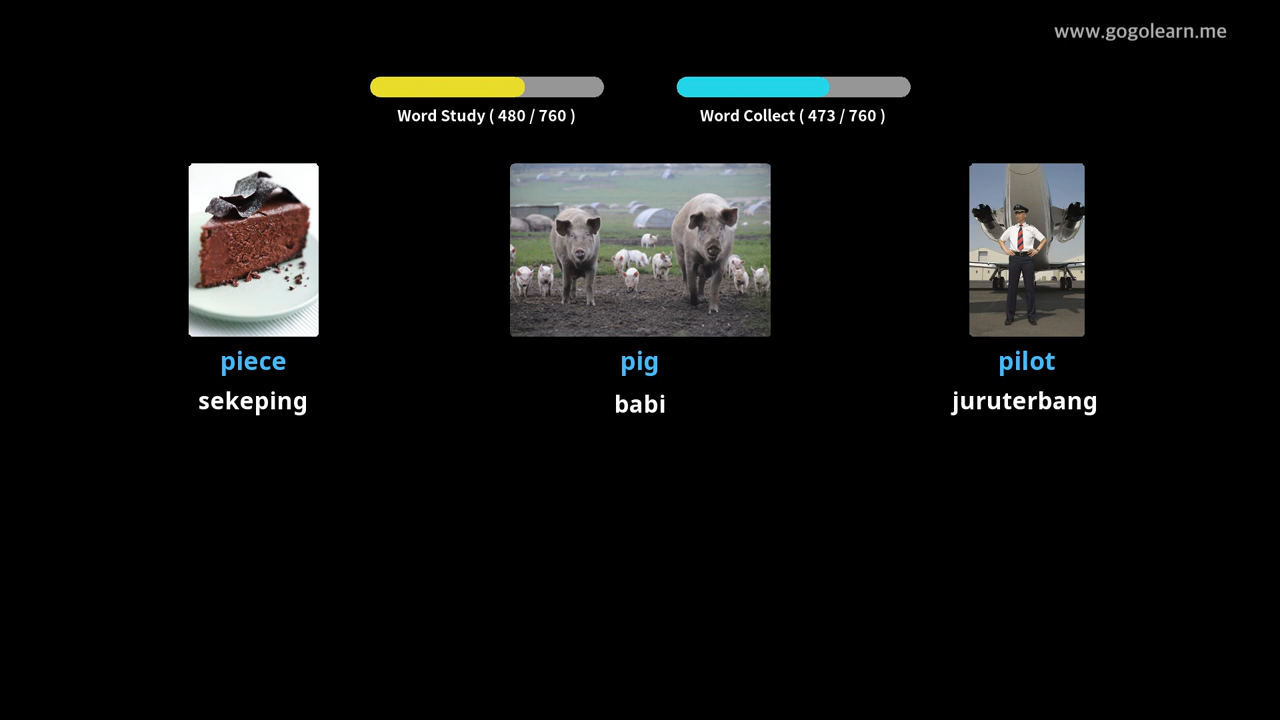 www.gogolearn.me
Word Study ( 480 / 760 )
Word Collect ( 473 / 760 )
piece
pig
pilot
sekeping
babi
juruterbang